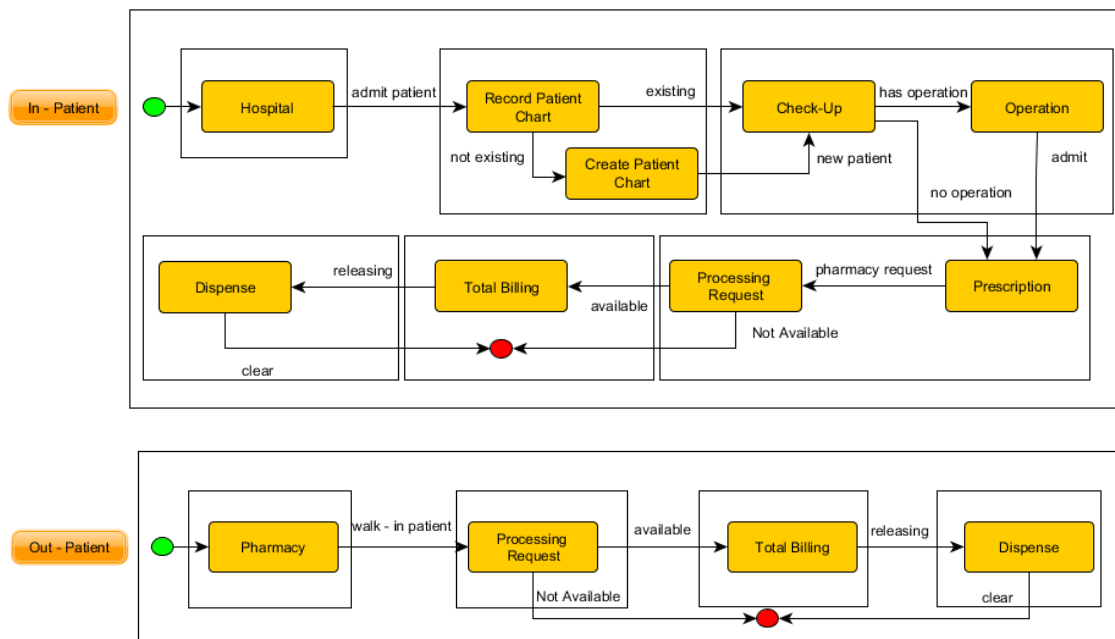 In - Patient
Hospital
admit patient
Record Patient
Chart
existing
not existing
Create Patient
Chart
new patient
Check-Up
has operation
Operation
admit
no operation
Dispense
releasing
Total Billing
available
Processing
Request
pharmacy request
Prescription
Not Available
clear
Out - Patient
Pharmacy
walk - in patient
Processing
Request
available
Total Billing
releasing
Dispense
Not Available
clear